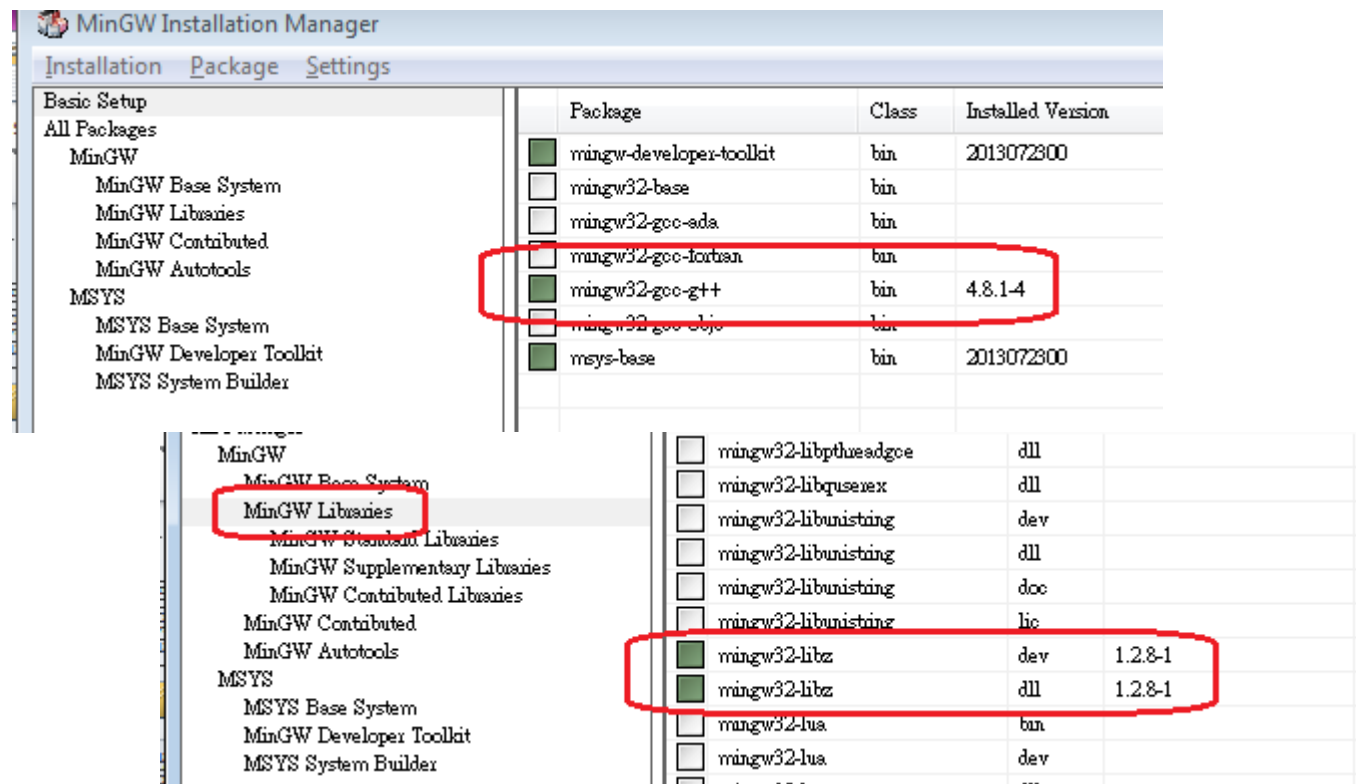 MinGW Installation Manager
Installation Package Settings
Basic Setup
All Packages
MinGW
MinGW Base System
MinGW Libraries
MinGW Contributed
MinGW Autotools
MSYS
MSYS Base System
MinGW Developer Toolkit
MSYS System Builder
Package Class Installed Version
mingw-developer-toolkit bin 2013072300
mingw32-base bin
mingw32-gcc-ada bin
mingw32-gcc-fortran bin
mingw32-gcc-g++ bin 4.8.1-4
mingw32-gcc-objc bin
msys-base bin 2013072300
MinGW
MinGW Base System
MinGW Libraries
MinGW Standard Libraries
MinGW Supplementary Libraries
MinGW Contributed Libraries
MinGW Contributed
MinGW Autotools
MSYS
MSYS Base System
MinGW Developer Toolkit
MSYS System Builder
mingw32-libpthreadgce dll
mingw32-libquserex dll
mingw32-libunistring dev
mingw32-libunistring dll
mingw32-libunistring doc
mingw32-libunistring lic
mingw32-libz dev 1.2.8-1
mingw32-libz dll 1.2.8-1
mingw32-lua bin
mingw32-lua dev